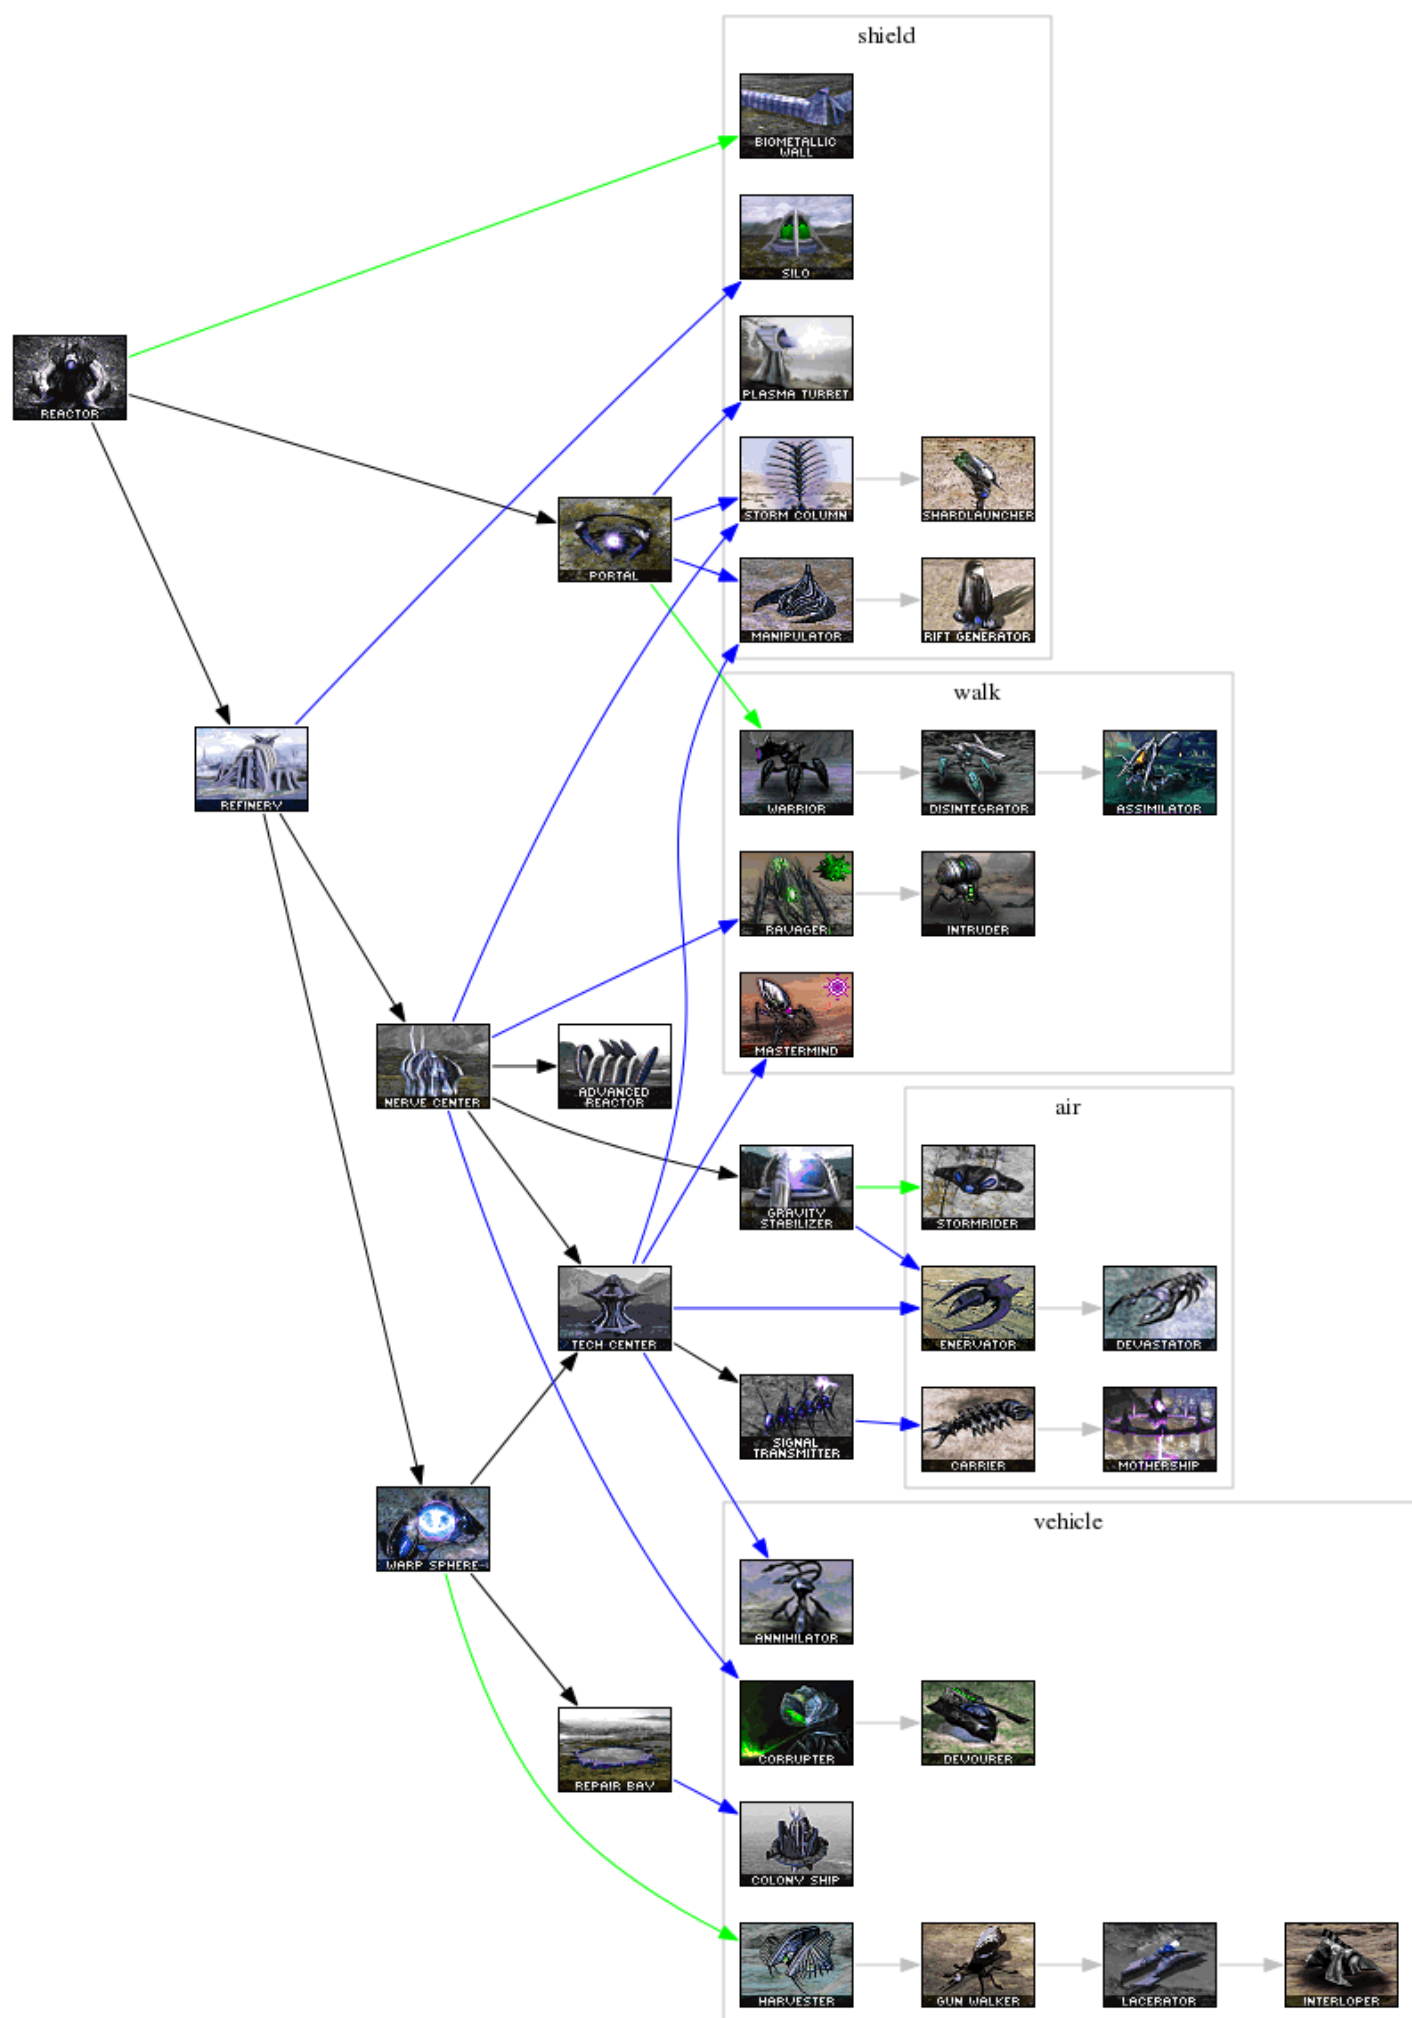 shield
BIOMETALLIC
WALL
SILO
REACTOR
PLASMA TURRET
STORM COLUMN
SHARDLAUNCHER
PORTAL
MANIPULATOR
RIFT GENERATOR
walk
REFINERY
WARRIOR
DISINTEGRATOR
ASSIMILATOR
RAVAGER
INTRUDER
MASTERMIND
NERVE CENTER
ADVANCED
REACTOR
air
GRAVITY
STABILIZER
STORMRIDER
TECH CENTER
ENERVATOR
DEVASTATOR
SIGNAL
TRANSMITTER
CARRIER
MOTHERSHIP
vehicle
WARP SPHERE
ANNIHILATOR
CORRUPTER
DEVOURER
REPAIR BAY
COLONY SHIP
HARVESTER
GUN WALKER
LACERATOR
INTERLOPER